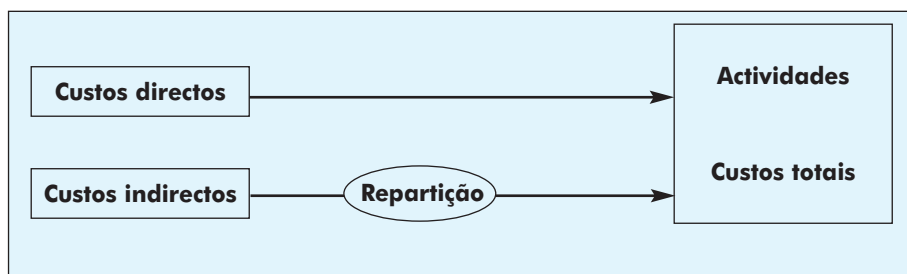 Custos directos
Actividades
Custos indirectos
Repartição
Custos totais